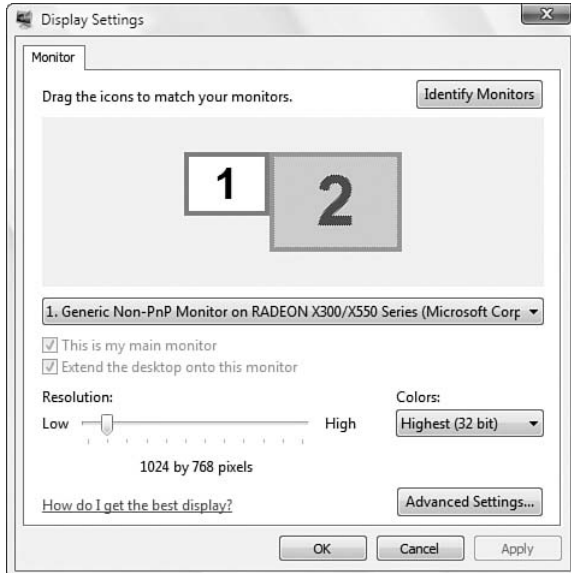 Display Settings
Monitor
Drag the icons to match your monitors. Identify Monitors
1 2
1. Generic Non-PnP Monitor on RADEON X300/X550 Series (Microsoft Corp
This is my main monitor
Extend the desktop onto this monitor
Resolution: Colors:
Low High Highest (32 bit)
1024 by 768 pixels
How do I get the best display? Advanced Settings...
OK Cancel Apply